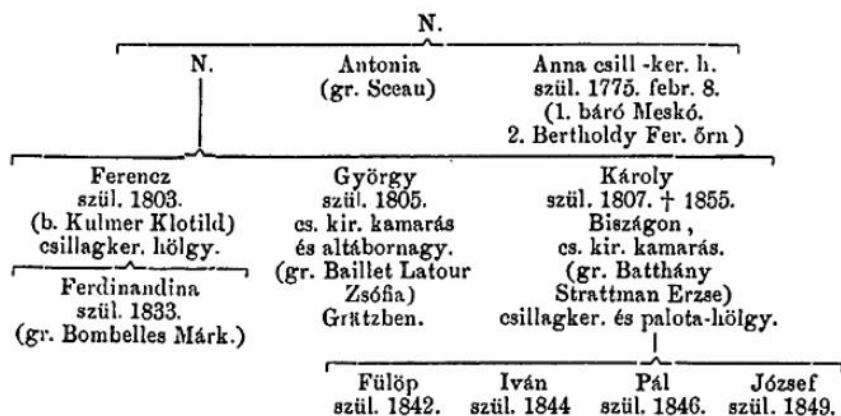 N.
N.
Antonia
(gr. Sceau)
Anna csill-ker. h.
szül. 1775. febr. 8.
(1. báró Meskó.
2. Bertholdy Fer. őrn)
Ferencz
szül. 1803.
(b. Kulmer Klotild)
csillagker. hölgy.
György
szül. 1805.
cs. kir. kamarás
és altábornagy.
(gr. Baillet Latour
Zsófia)
Grätzben.
Károly
szül. 1807. † 1855.
Biszágon,
cs. kir. kamarás.
(gr. Batthány
Strattman Erzse)
csillagker. és palota-hölgy.
Ferdinandina
szül. 1833.
(gr. Bombelles Márk.)
Fülöp
szül. 1842.
Iván
szül. 1844
Pál
szül. 1846.
József
szül. 1849.